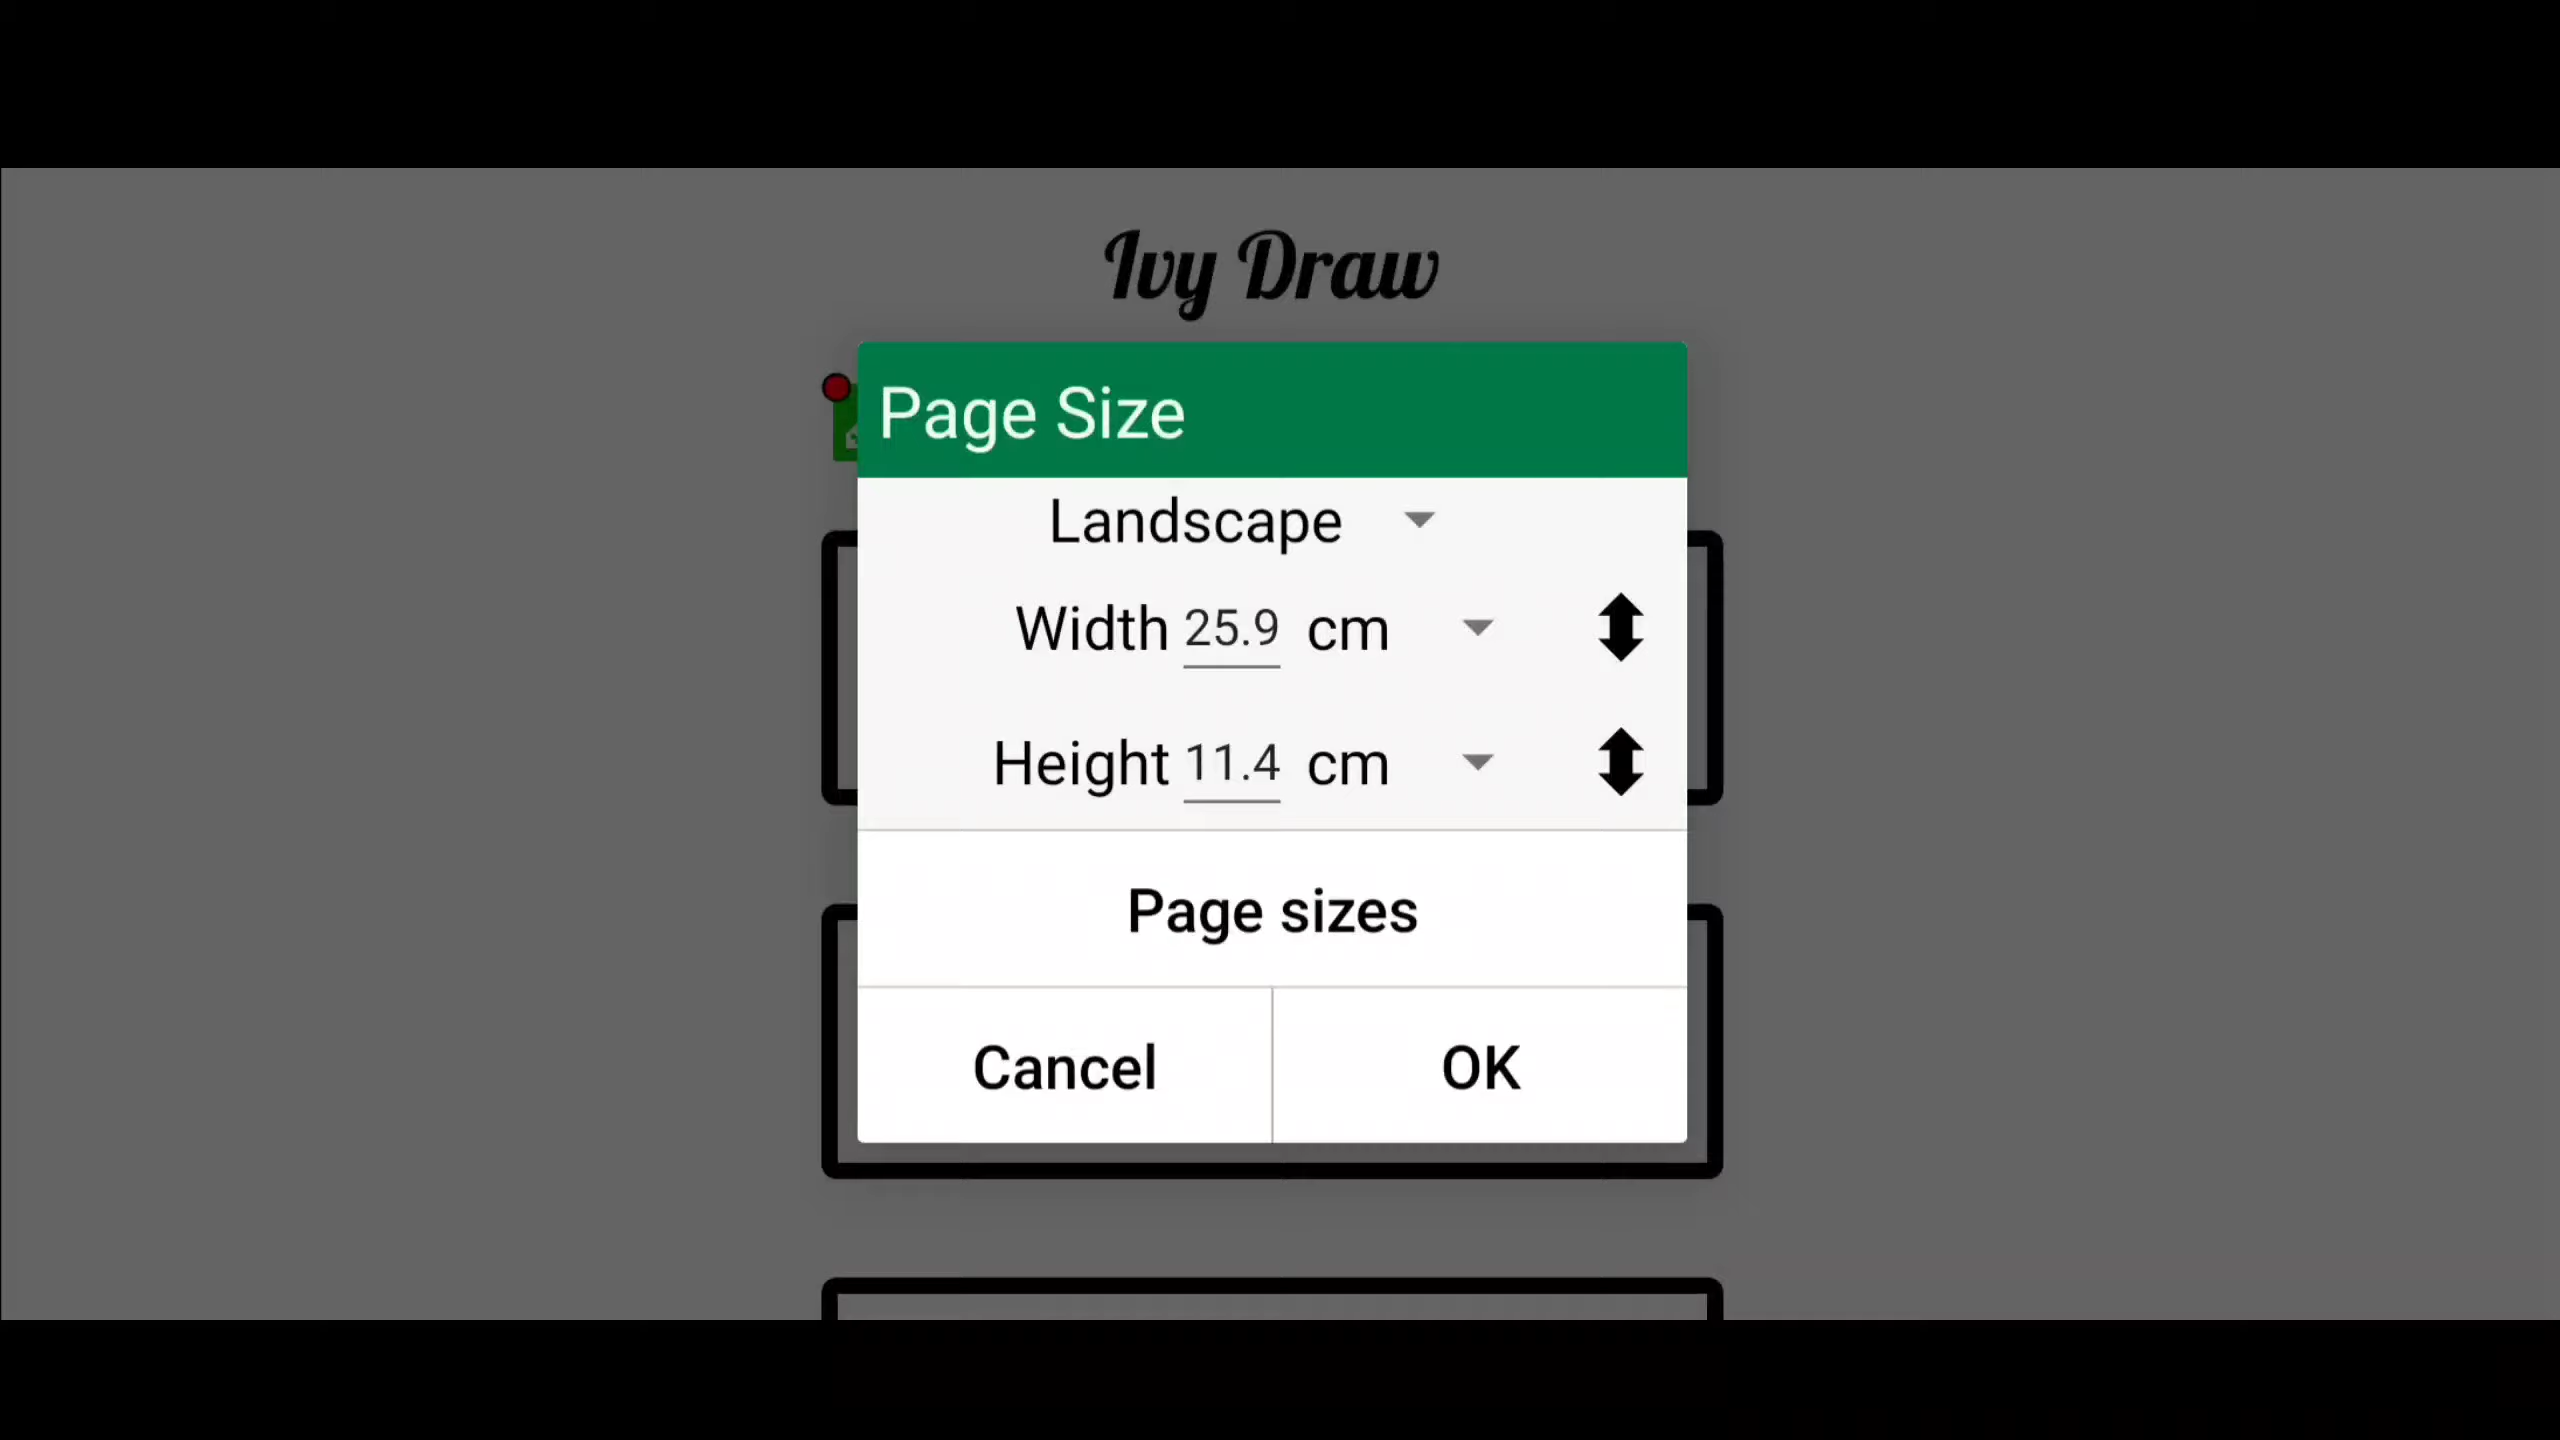 Ivy Draw
Page Size
Landscape
Width 25.9 cm
Height 11.4 cm
Page sizes
Cancel OK